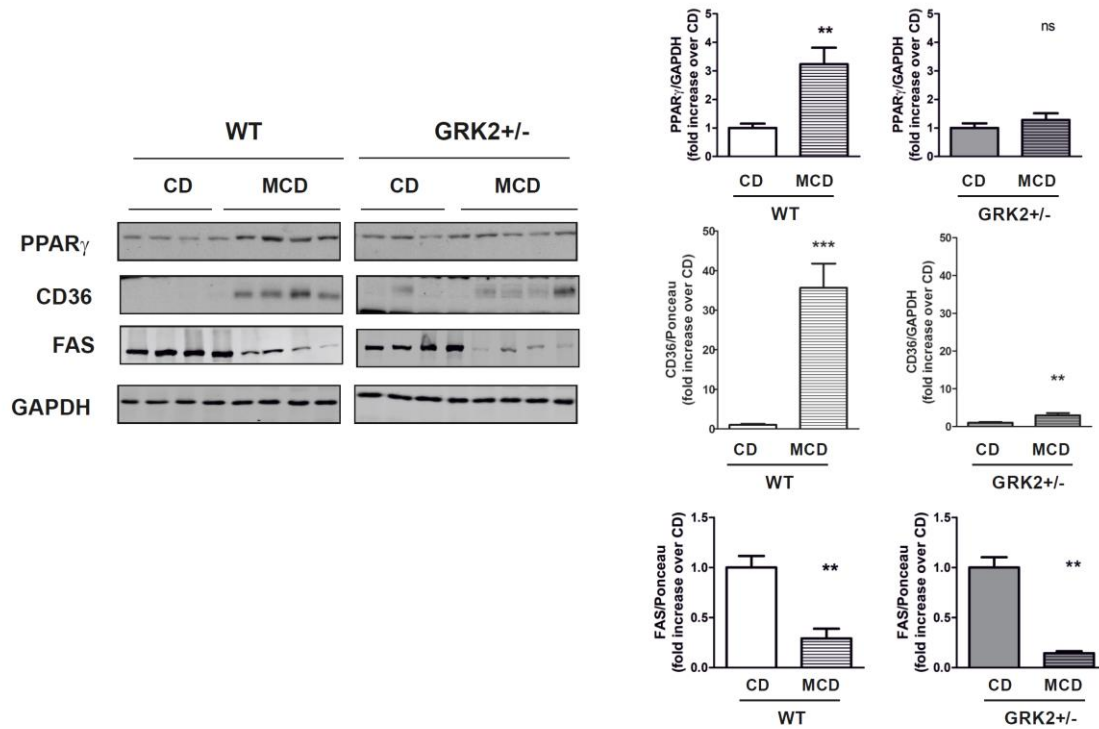 WT
GRK2+/-
CD
MCD
CD
MCD
PPARγ
CD36
FAS
GAPDH
PPARγ/GAPDH
(fold increase over CD)
5
4
3
2
1
0
**
CD
MCD
WT
PPARγ/GAPDH
(fold increase over CD)
5
4
3
2
1
0
ns
CD
MCD
GRK2+/-
CD36/Ponceau
(fold increase over CD)
50
40
30
20
10
0
***
CD
MCD
WT
CD36/GAPDH
(fold increase over CD)
50
40
30
20
10
0
**
CD
MCD
GRK2+/-
FAS/Ponceau
(fold increase over CD)
1.5
1.0
0.5
0.0
**
CD
MCD
WT
FAS/Ponceau
(fold increase over CD)
1.5
1.0
0.5
0.0
**
CD
MCD
GRK2+/-